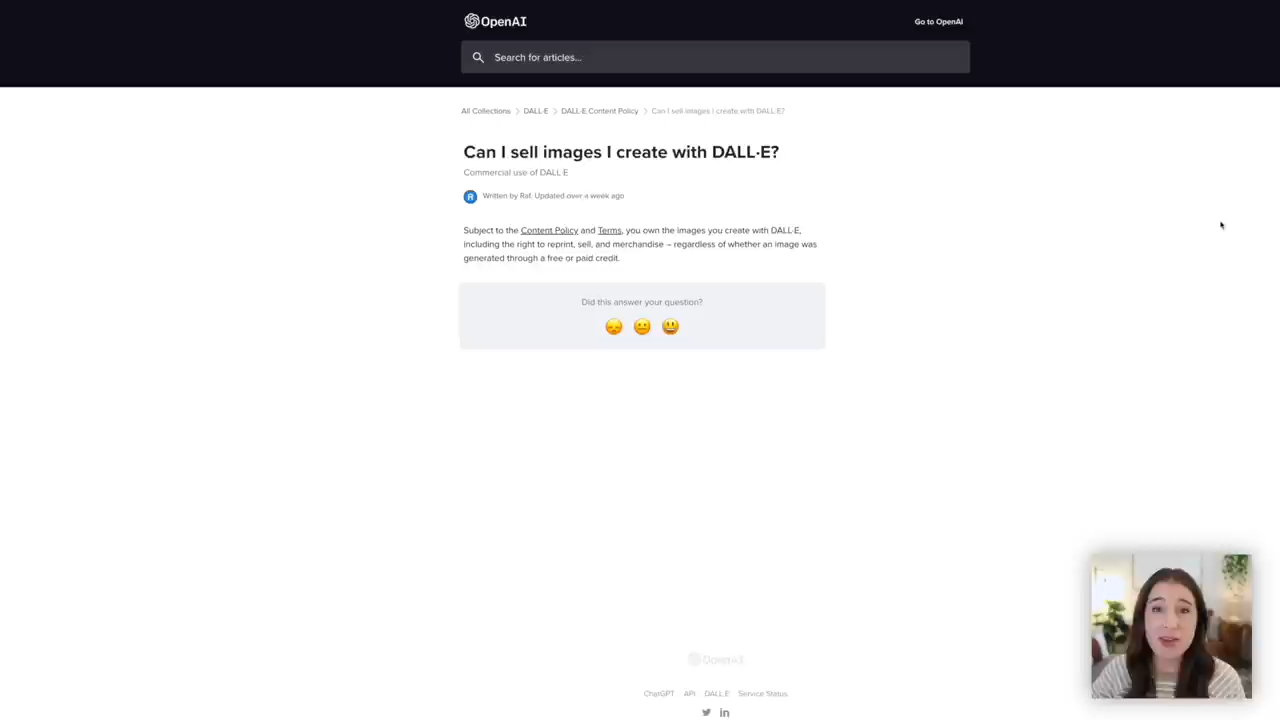 OpenAI
Go to OpenAI
Search for articles...
All Collections > DALL·E > DALL·E Content Policy > Can I sell images I create with DALL·E?
Can I sell images I create with DALL·E?
Commercial use of DALL·E
R
Written by Raf. Updated over a week ago
Subject to the Content Policy and Terms, you own the images you create with DALL·E,
including the right to reprint, sell, and merchandise – regardless of whether an image was
generated through a free or paid credit.
Did this answer your question?
OpenAI
ChatGPT API DALL·E Service Status